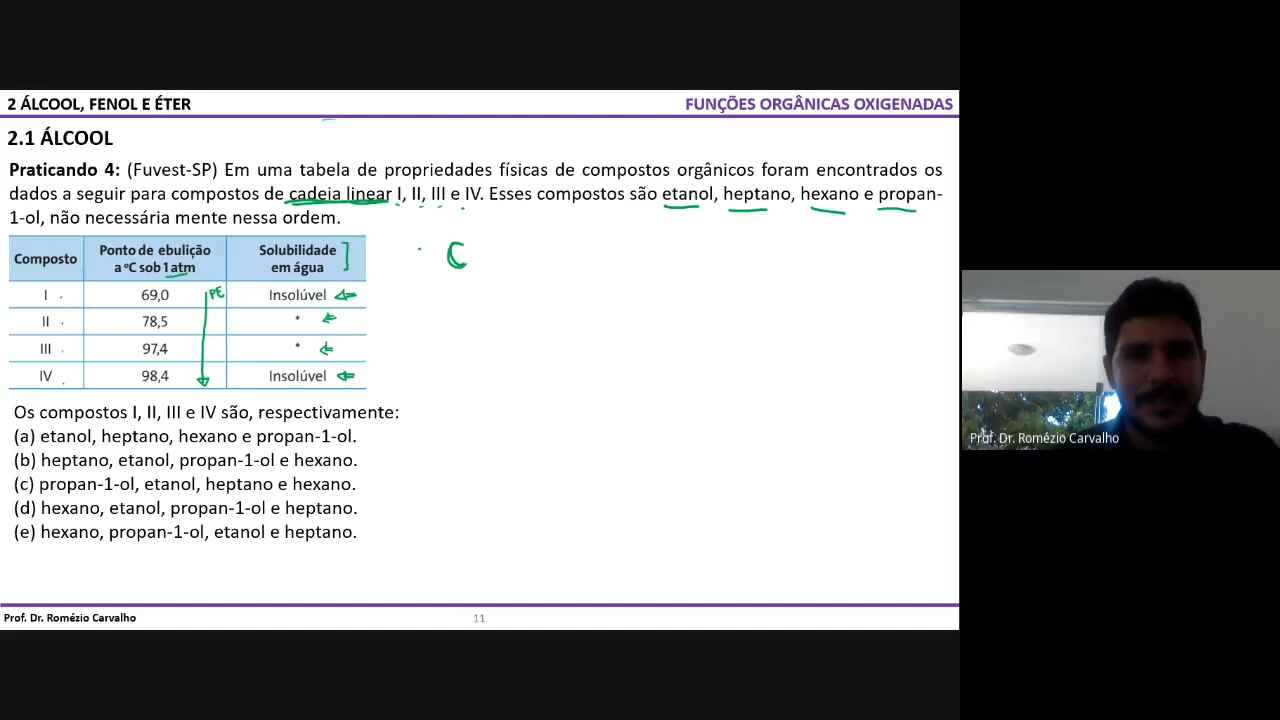 2 ÁLCOOL, FENOL E ÉTER
FUNÇÕES ORGÂNICAS OXIGENADAS
2.1 ÁLCOOL
Praticando 4: (Fuvest-SP) Em uma tabela de propriedades físicas de compostos orgânicos foram encontrados os
dados a seguir para compostos de cadeia linear I, II, III e IV. Esses compostos são etanol, heptano, hexano e propan-
1-ol, não necessária mente nessa ordem.
Composto
Ponto de ebulição
a ºC sob 1 atm
Solubilidade
em água
I 69,0 Insolúvel
PE
II 78,5 *
III 97,4 *
IV 98,4 Insolúvel
C
Os compostos I, II, III e IV são, respectivamente:
(a) etanol, heptano, hexano e propan-1-ol.
(b) heptano, etanol, propan-1-ol e hexano.
(c) propan-1-ol, etanol, heptano e hexano.
(d) hexano, etanol, propan-1-ol e heptano.
(e) hexano, propan-1-ol, etanol e heptano.
Prof. Dr. Romézio Carvalho
11
Prof. Dr. Romézio Carvalho